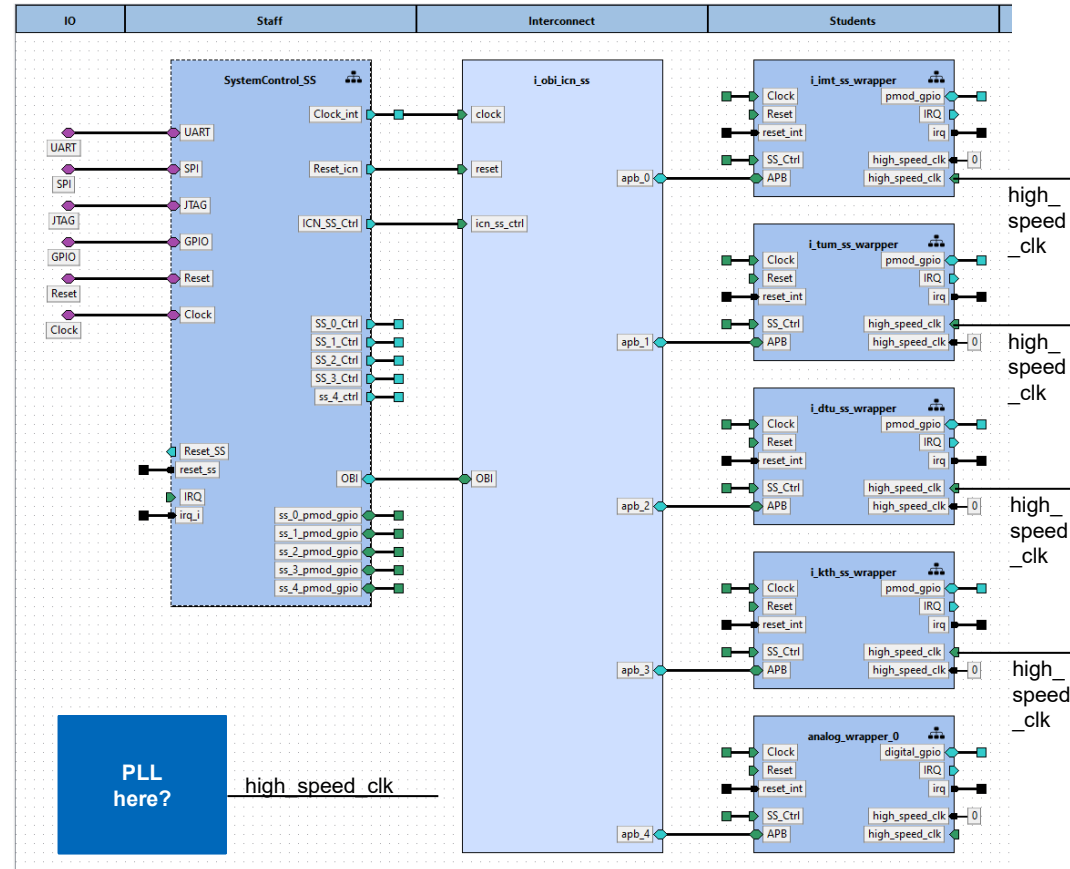 IO
Staff
Interconnect
Students
SystemControl_SS
Clock_int
UART
UART
SPI
SPI
Reset_icn
JTAG
JTAG
ICN_SS_Ctrl
GPIO
GPIO
Reset
Reset
Clock
Clock
SS_0_Ctrl
SS_1_Ctrl
SS_2_Ctrl
SS_3_Ctrl
ss_4_ctrl
Reset_SS
reset_ss
OBI
IRQ
irq_i
ss_0_pmod_gpio
ss_1_pmod_gpio
ss_2_pmod_gpio
ss_3_pmod_gpio
ss_4_pmod_gpio
PLL
here?
high_speed_clk
i_obi_icn_ss
clock
reset
apb_0
icn_ss_ctrl
apb_1
OBI
apb_2
apb_3
apb_4
i_imt_ss_wrapper
Clock
pmod_gpio
Reset
IRQ
reset_int
irq
SS_Ctrl
high_speed_clk
0
APB
high_speed_clk
high_
speed
_clk
i_tum_ss_warpper
Clock
pmod_gpio
Reset
IRQ
reset_int
irq
SS_Ctrl
high_speed_clk
APB
high_speed_clk
0
high_
speed
_clk
i_dtu_ss_wrapper
Clock
pmod_gpio
Reset
IRQ
reset_int
irq
SS_Ctrl
high_speed_clk
APB
high_speed_clk
0
high_
speed
_clk
i_kth_ss_wrapper
Clock
pmod_gpio
Reset
IRQ
reset_int
irq
SS_Ctrl
high_speed_clk
APB
high_speed_clk
0
high_
speed
_clk
analog_wrapper_0
Clock
digital_gpio
Reset
IRQ
reset_int
irq
SS_Ctrl
high_speed_clk
0
APB
high_speed_clk